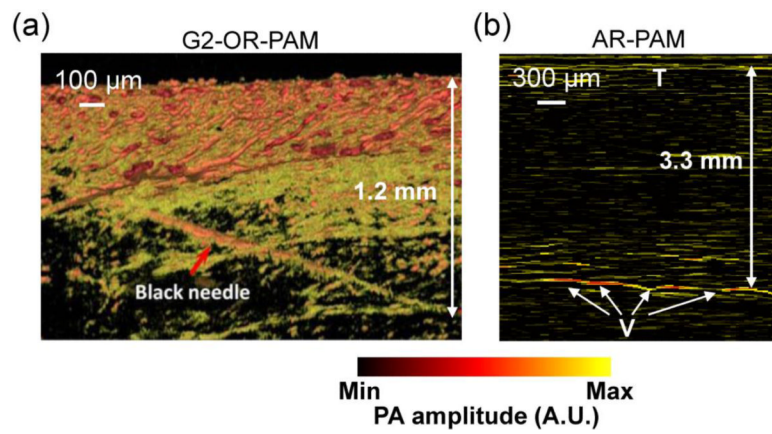 (a)
G2-OR-PAM
100 μm
1.2 mm
Black needle
(b)
AR-PAM
300 μm
T
3.3 mm
V
Min
Max
PA amplitude (A.U.)